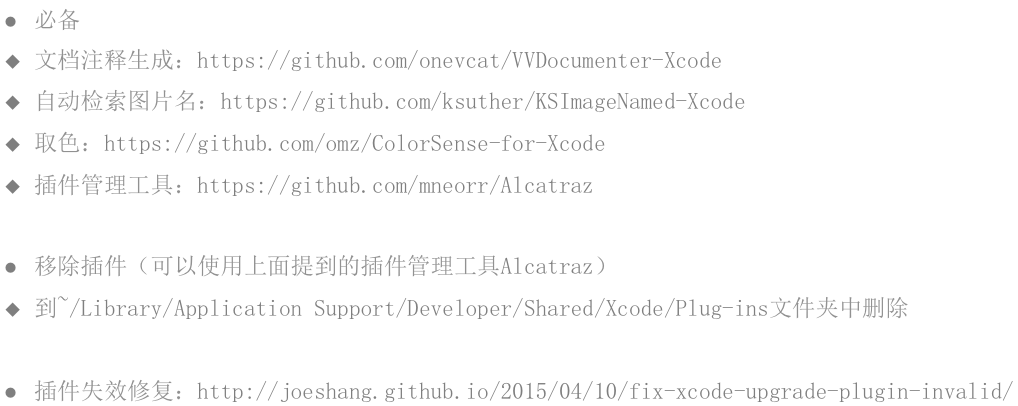 ● 必备
◆ 文档注释生成：https://github.com/onevcat/VVDocumenter-Xcode
◆ 自动检索图片名：https://github.com/ksuther/KSImageNamed-Xcode
◆ 取色：https://github.com/omz/ColorSense-for-Xcode
◆ 插件管理工具：https://github.com/mneorr/Alcatraz
● 移除插件（可以使用上面提到的插件管理工具Alcatraz）
◆ 到~/Library/Application Support/Developer/Shared/Xcode/Plug-ins文件夹中删除
● 插件失效修复：http://joeshang.github.io/2015/04/10/fix-xcode-upgrade-plugin-invalid/